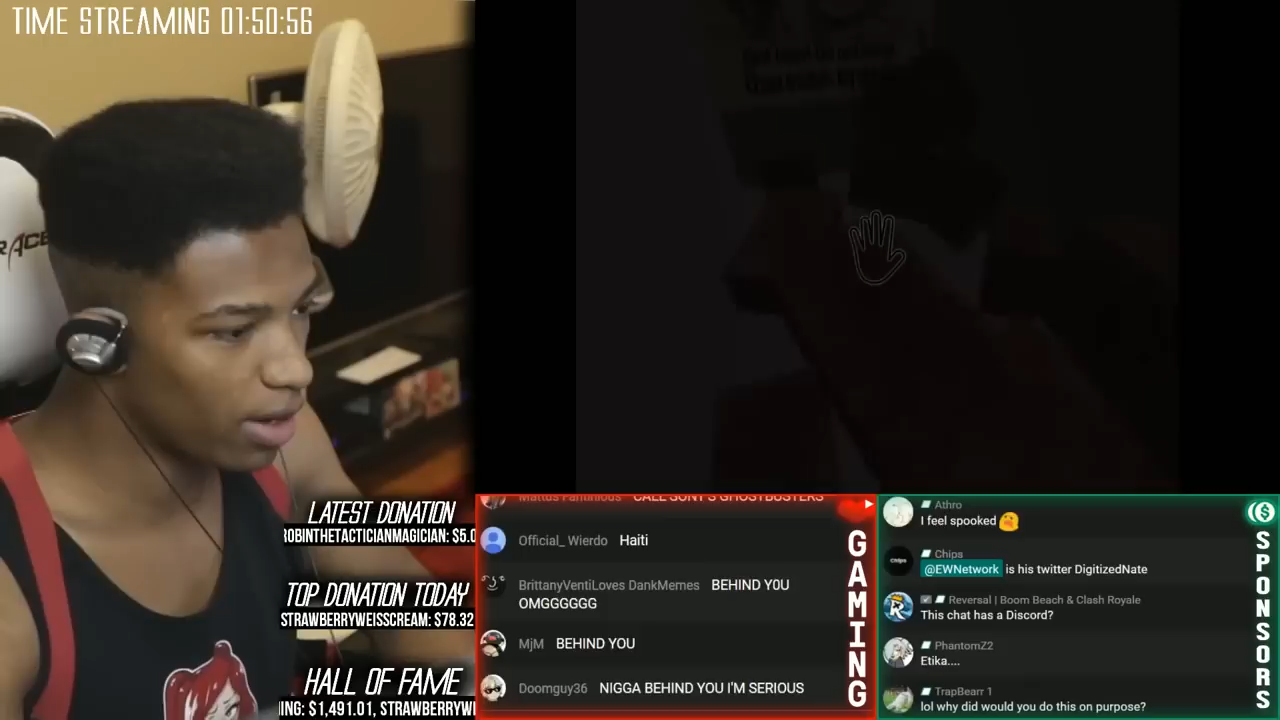 TIME STREAMING 01:50:56
RACE
LATEST DONATION
ROBINTHETACTICIANMAGICIAN: $5.0
TOP DONATION TODAY
STRAWBERRYWEISSCREAM: $78.32
HALL OF FAME
ING: $1,491.01, STRAWBERRYWEI
CALL SONY'S GHOSTBUSTERS
Official_ Wierdo Haiti
BrittanyVentiLoves DankMemes BEHIND Y0U
OMGGGGGG
MjM BEHIND YOU
Doomguy36 NIGGA BEHIND YOU I'M SERIOUS
GAMING
Athro
I feel spooked
Chips
@EWNetwork is his twitter DigitizedNate
Reversal | Boom Beach & Clash Royale
This chat has a Discord?
PhantomZ2
Etika....
TrapBearr 1
lol why did would you do this on purpose?
SPONSORS